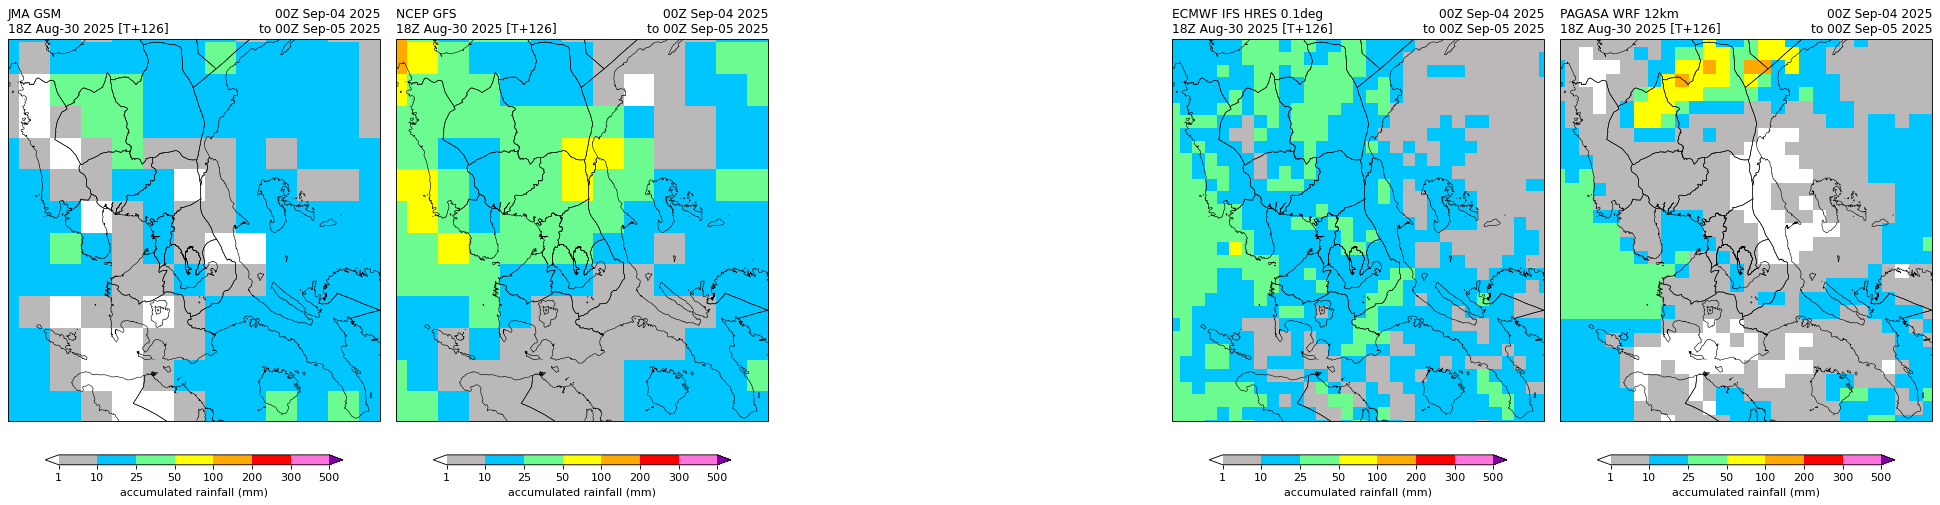 JMA GSM 00Z Sep-04 2025
18Z Aug-30 2025 [T+126] to 00Z Sep-05 2025
NCEP GFS 00Z Sep-04 2025
18Z Aug-30 2025 [T+126] to 00Z Sep-05 2025
ECMWF IFS HRES 0.1deg 00Z Sep-04 2025
18Z Aug-30 2025 [T+126] to 00Z Sep-05 2025
PAGASA WRF 12km 00Z Sep-04 2025
18Z Aug-30 2025 [T+126] to 00Z Sep-05 2025
1 10 25 50 100 200 300 500
accumulated rainfall (mm)
1 10 25 50 100 200 300 500
accumulated rainfall (mm)
1 10 25 50 100 200 300 500
accumulated rainfall (mm)
1 10 25 50 100 200 300 500
accumulated rainfall (mm)